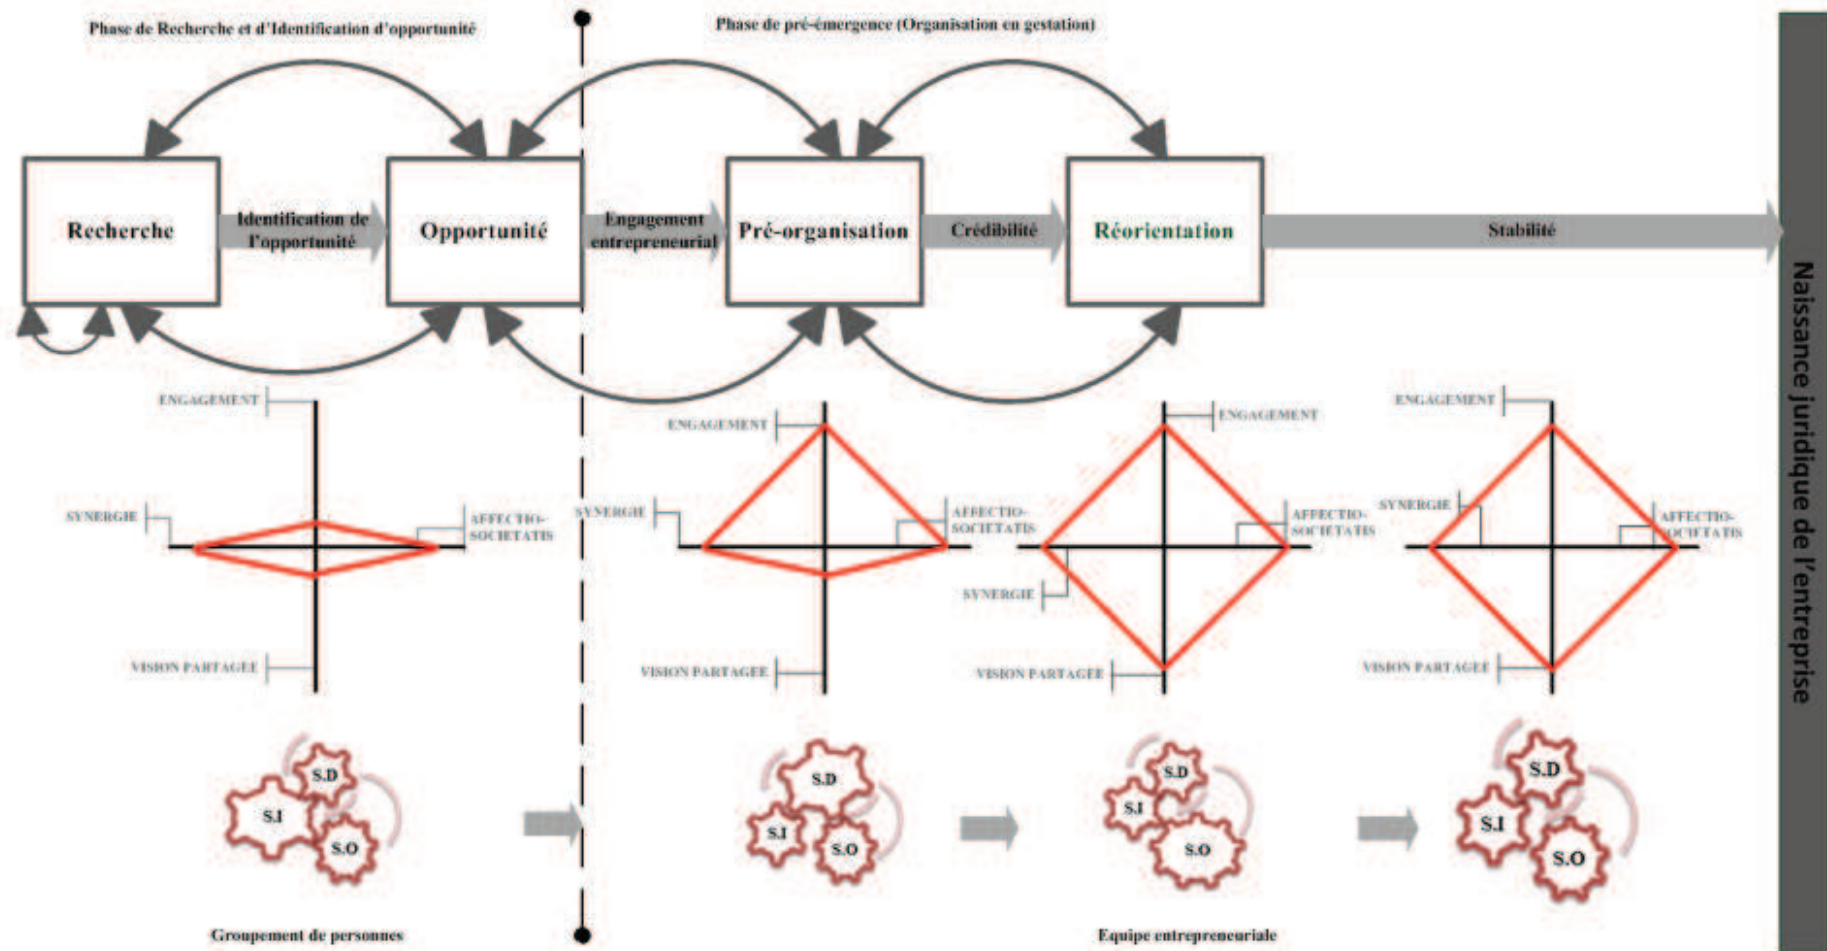 Phase de Recherche et d'Identification d'opportunité
Phase de pré-émergence (Organisation en gestation)
Recherche
Identification de
l'opportunité
Opportunité
Engagement
entrepreneurial
Pré-organisation
Crédibilité
Réorientation
Stabilité
Naissance juridique de l'entreprise
ENGAGEMENT
SYNERGIE
AFFECTIO-
SOCIETATIS
VISION PARTAGEE
ENGAGEMENT
SYNERGIE
AFFECTIO-
SOCIETATIS
VISION PARTAGEE
ENGAGEMENT
AFFECTIO-
SOCIETATIS
SYNERGIE
VISION PARTAGEE
ENGAGEMENT
SYNERGIE
AFFECTIO-
SOCIETATIS
VISION PARTAGEE
S.D
S.I
S.O
S.D
S.I
S.O
S.D
S.I
S.O
S.D
S.I
S.O
Groupement de personnes
Equipe entrepreneuriale